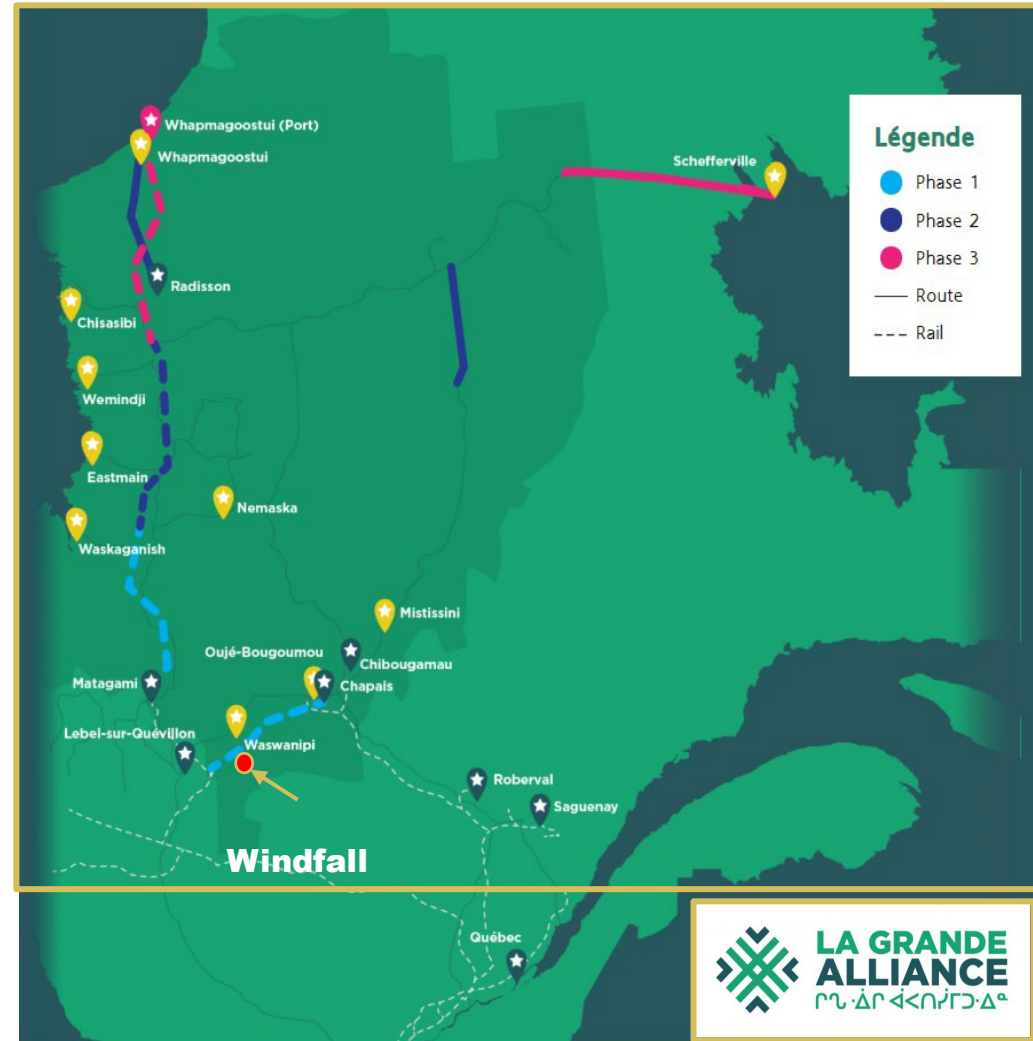 Whapmagoostui (Port)
Whapmagoostui
Schefferville
Légende
Phase 1
Phase 2
Phase 3
Route
Rail
Radisson
Chisasibi
Wemindji
Eastmain
Nemaska
Waskaganish
Mistissini
Oujé-Bougoumou
Chibougamau
Matagami
Chapais
Lebel-sur-Quévillon
Waswanipi
Roberval
Saguenay
Windfall
Québec
LA GRANDE
ALLIANCE